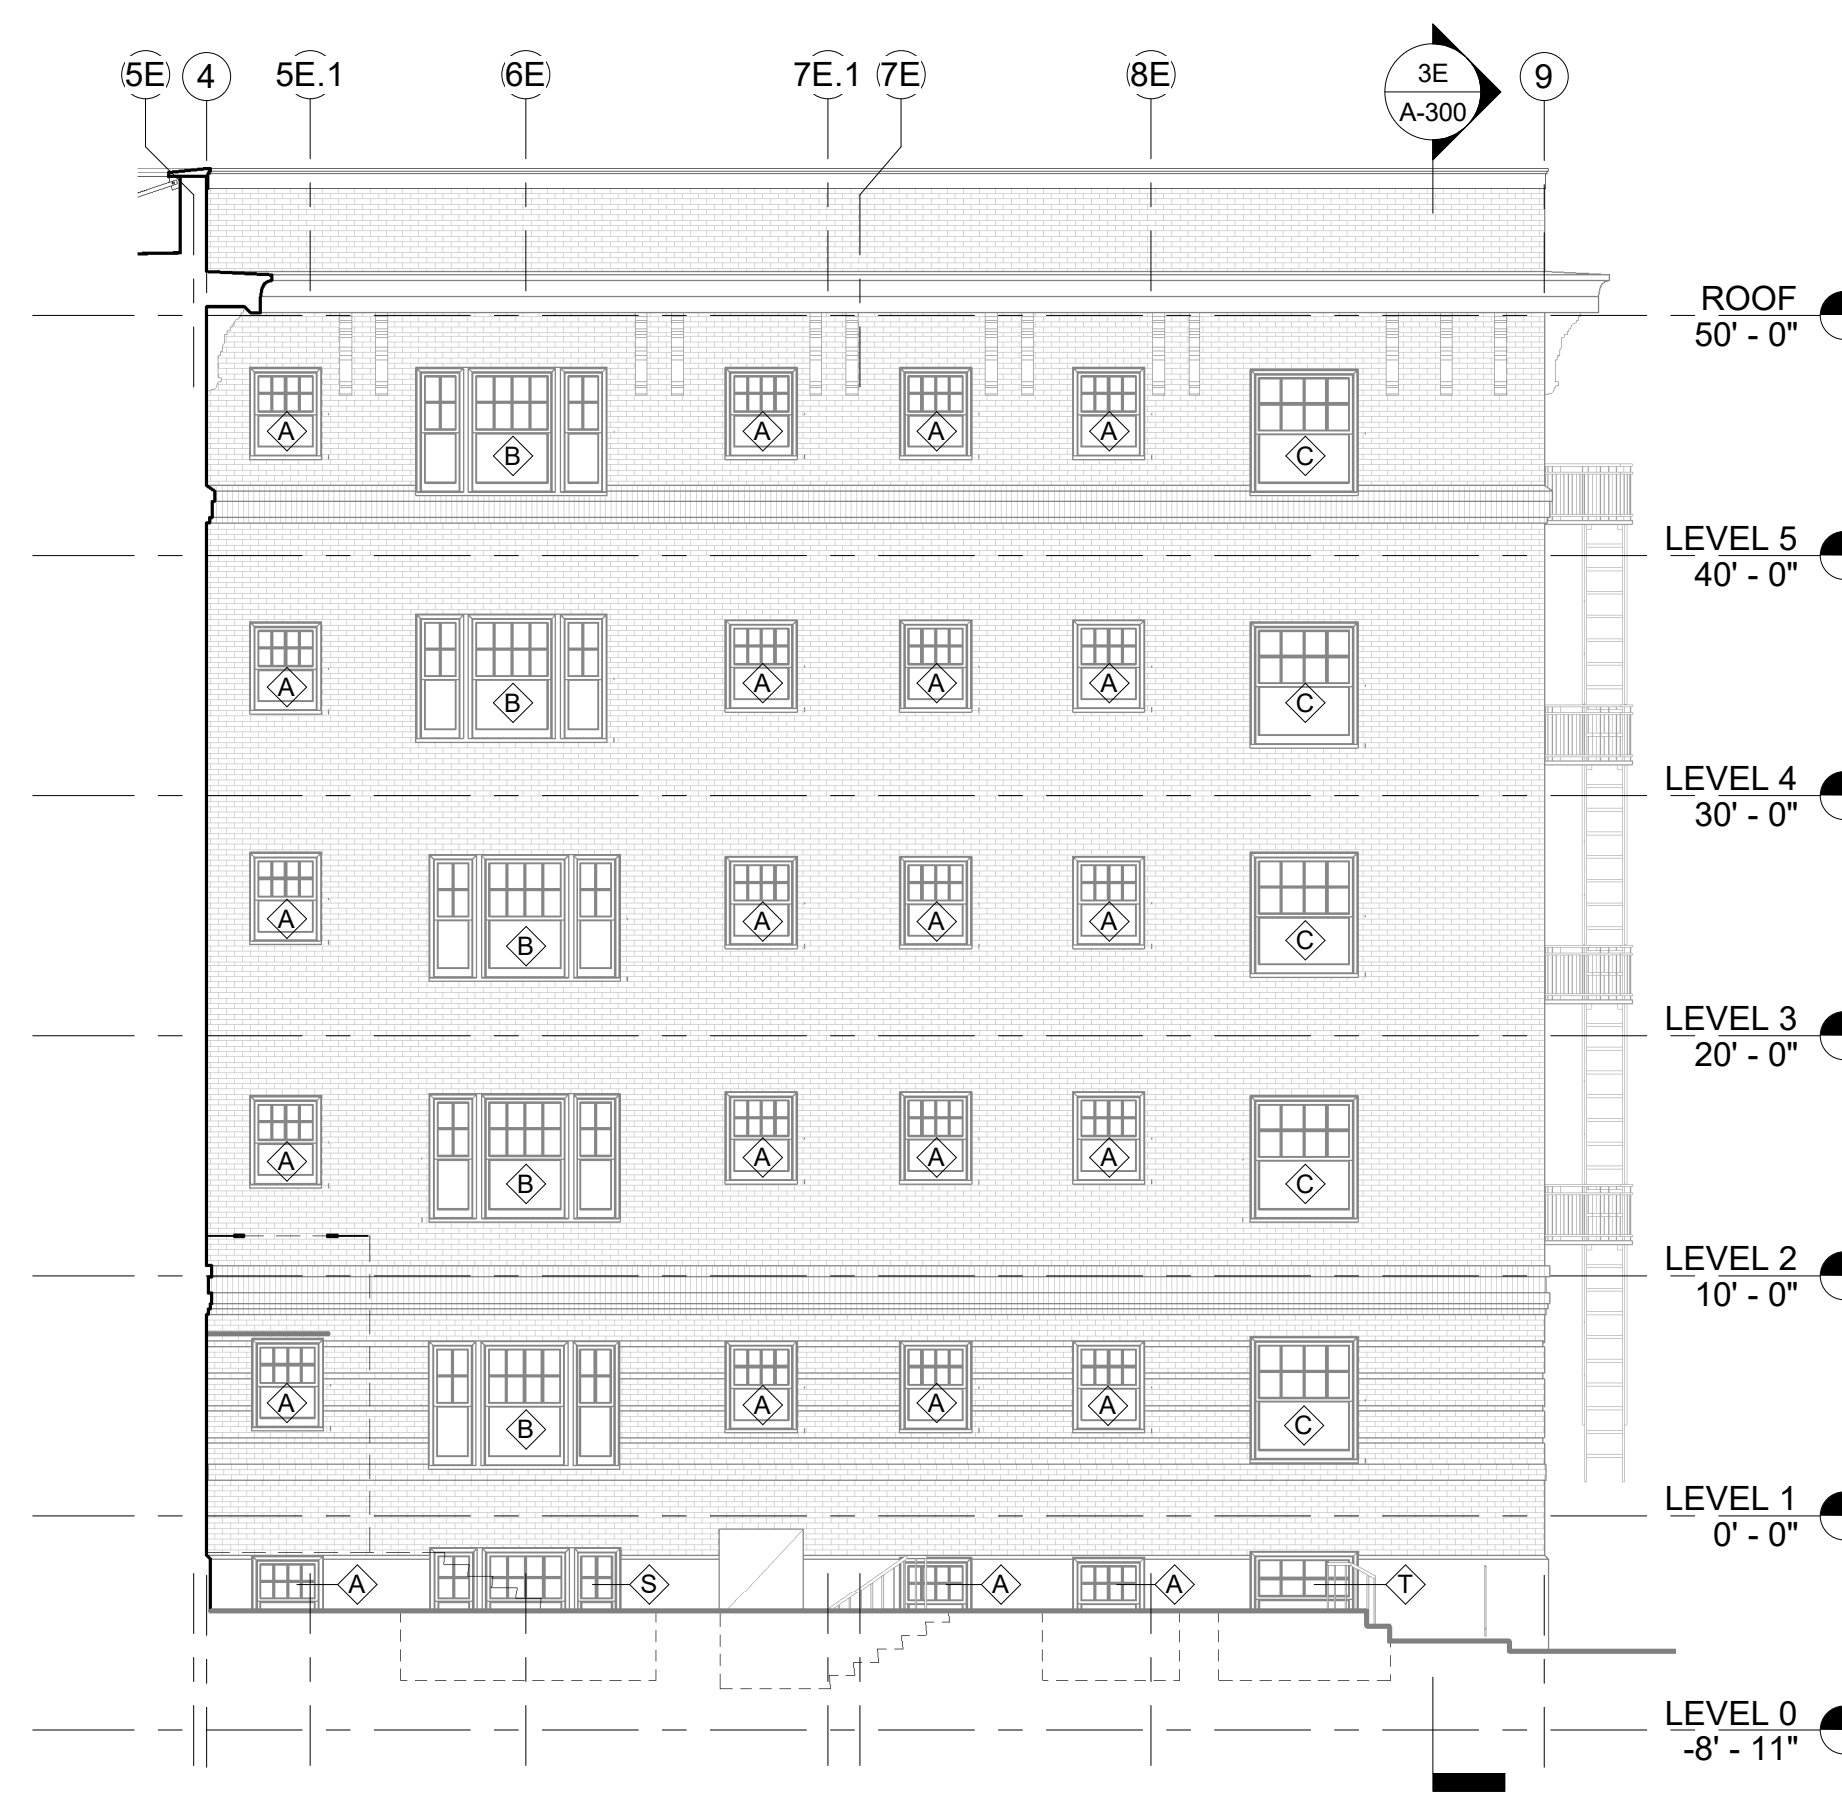 (5E) 4 5E.1 (6E) 7E.1 (7E) (8E) 3E 9
A-300
ROOF
50' - 0"
A B A A A C
LEVEL 5
40' - 0"
A B A A A C
LEVEL 4
30' - 0"
A B A A A C
LEVEL 3
20' - 0"
A B A A A C
LEVEL 2
10' - 0"
A B A A A C
LEVEL 1
0' - 0"
A S A A T
LEVEL 0
-8' - 11"